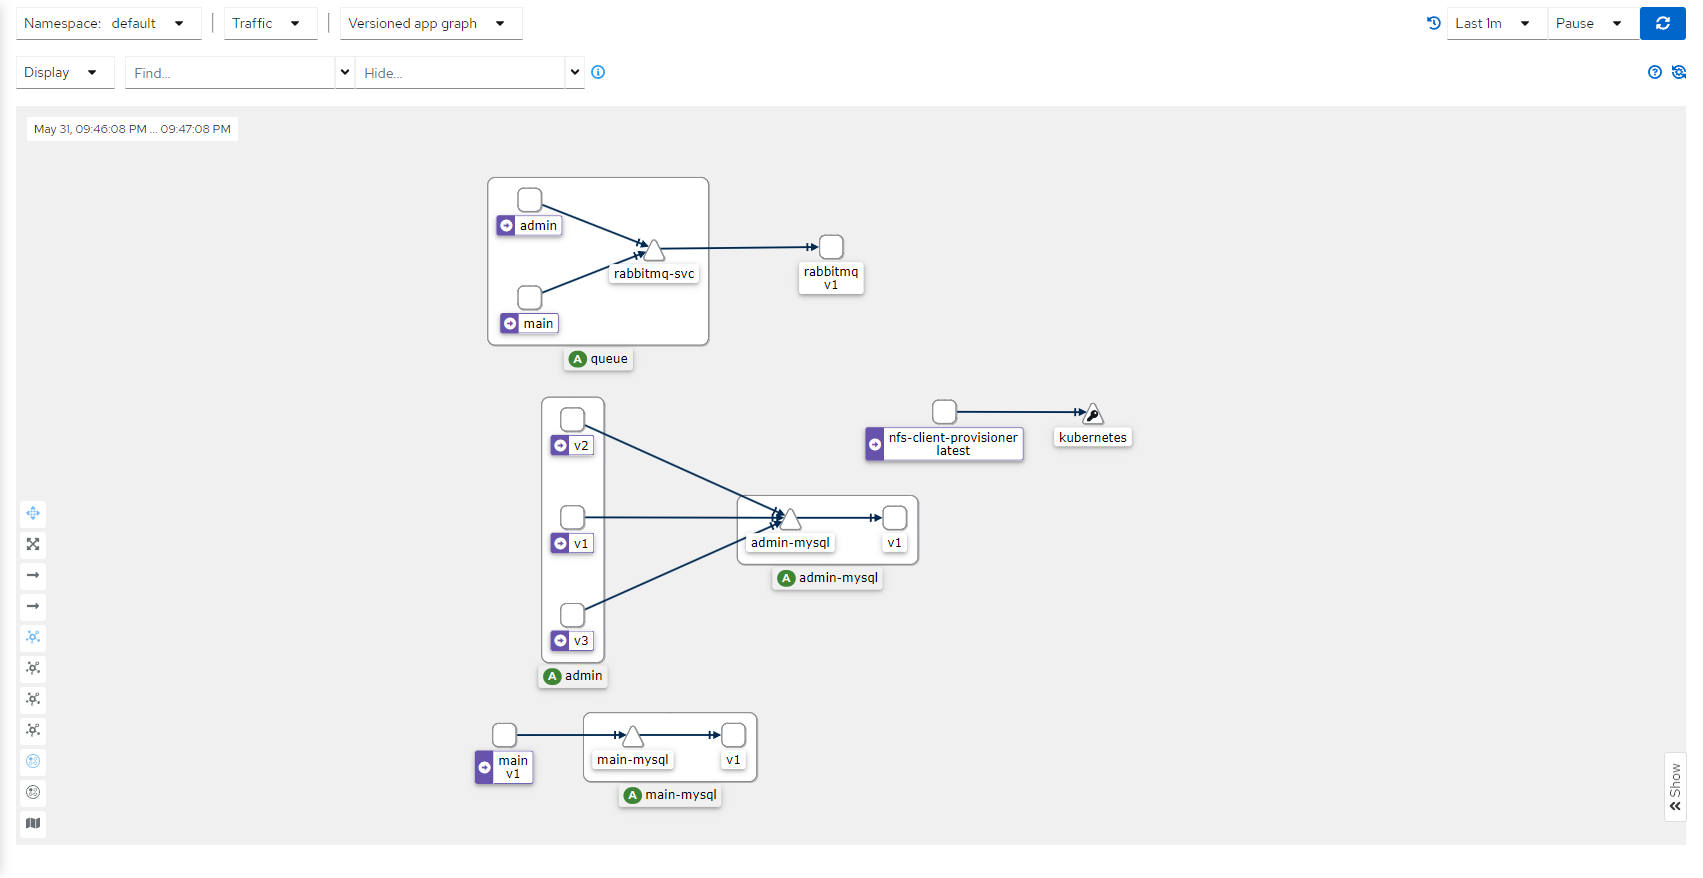 Namespace: default
Traffic
Versioned app graph
Last 1m
Pause
Display
Find...
Hide...
May 31, 09:46:08 PM ... 09:47:08 PM
admin
rabbitmq-svc
rabbitmq
v1
main
A queue
v2
nfs-client-provisioner
latest
kubernetes
v1
admin-mysql
v1
A admin-mysql
v3
A admin
main
v1
main-mysql
v1
A main-mysql
Show